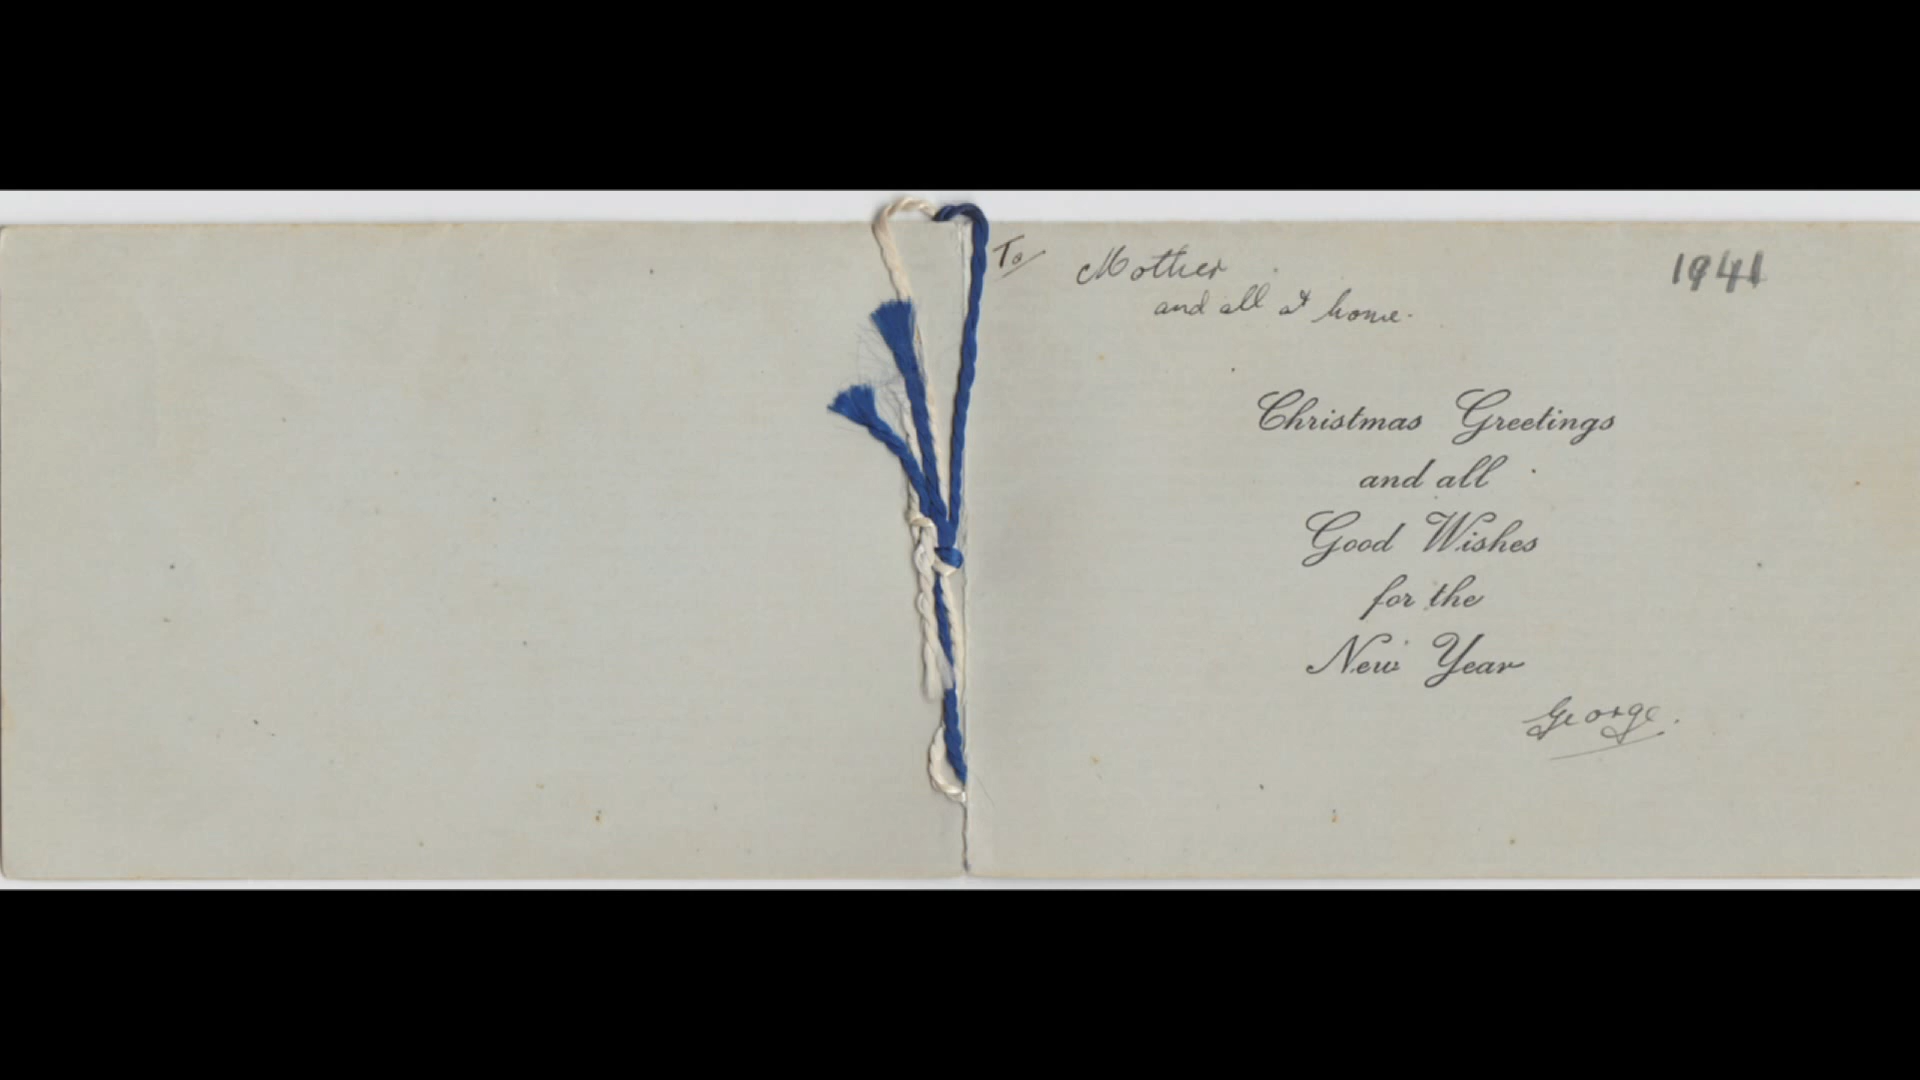 To Mother 1941
and all at home.
Christmas Greetings
and all
Good Wishes
for the
New Year
George.